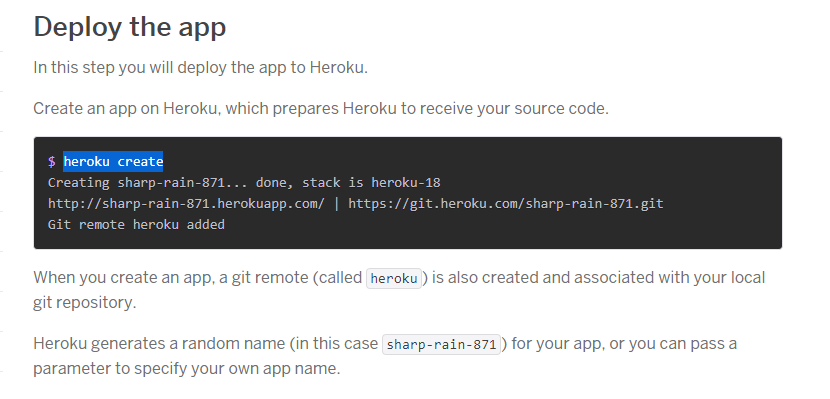 Deploy the app
In this step you will deploy the app to Heroku.
Create an app on Heroku, which prepares Heroku to receive your source code.
$ heroku create
Creating sharp-rain-871... done, stack is heroku-18
http://sharp-rain-871.herokuapp.com/ | https://git.heroku.com/sharp-rain-871.git
Git remote heroku added
When you create an app, a git remote (called heroku) is also created and associated with your local
git repository.
Heroku generates a random name (in this case sharp-rain-871) for your app, or you can pass a
parameter to specify your own app name.